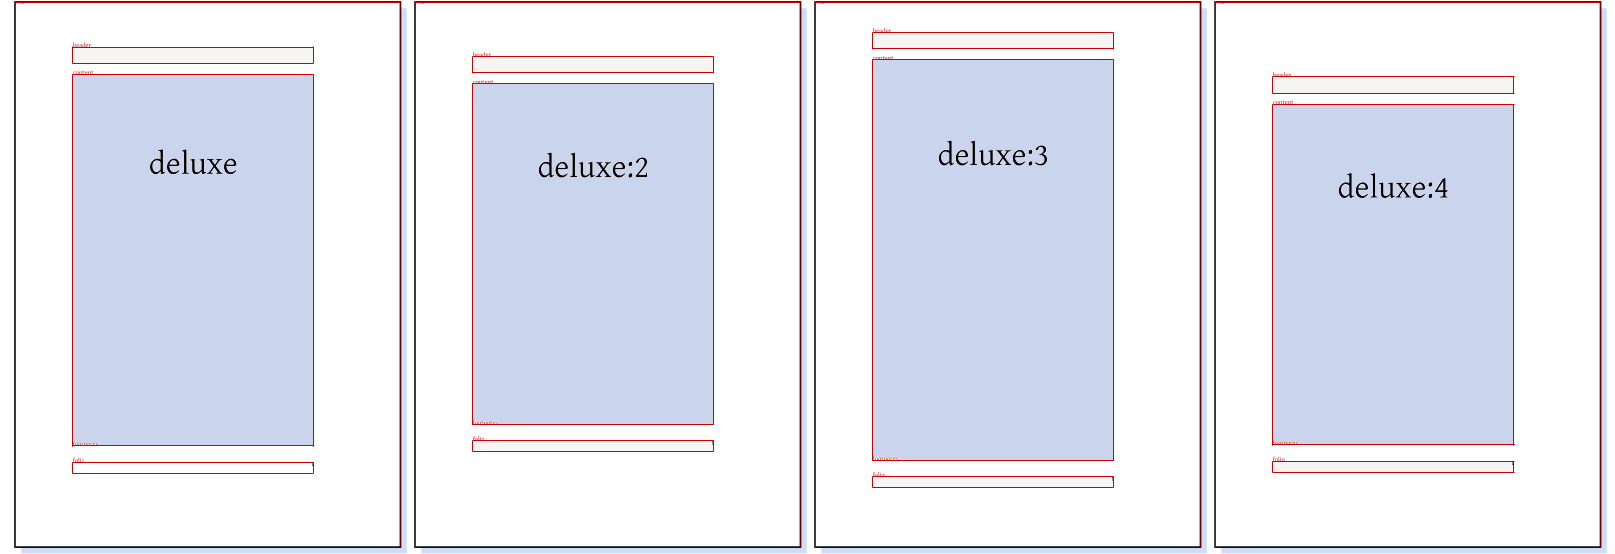 header
content
deluxe
footnotes
folio
header
content
deluxe:2
footnotes
folio
header
content
deluxe:3
footnotes
folio
header
content
deluxe:4
footnotes
folio